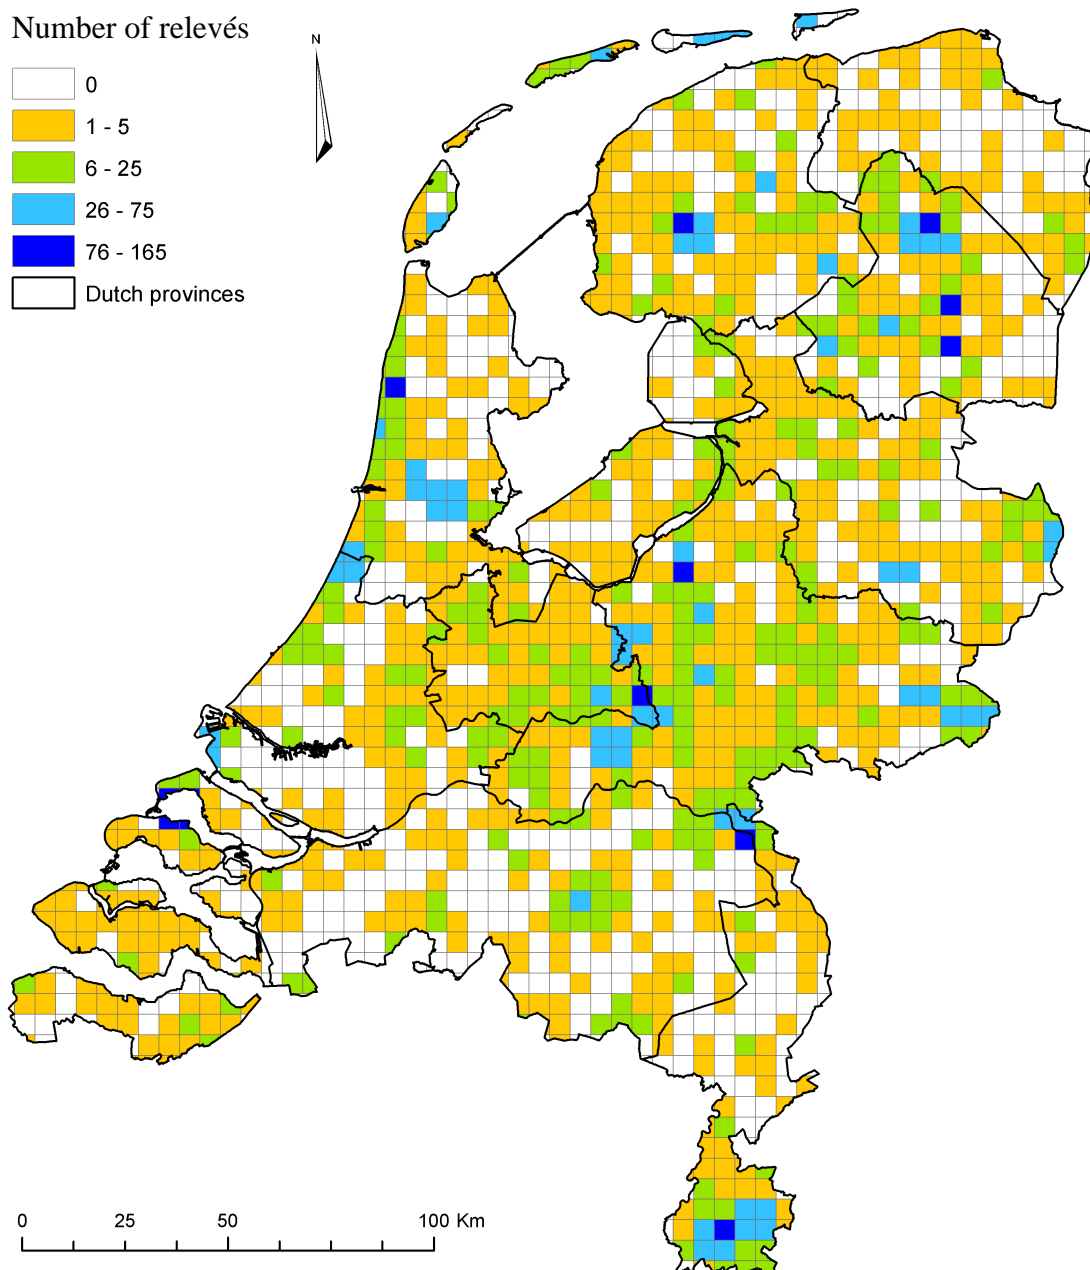 Number of relevés
N
0
1 - 5
6 - 25
26 - 75
76 - 165
Dutch provinces
0 25 50 100 Km